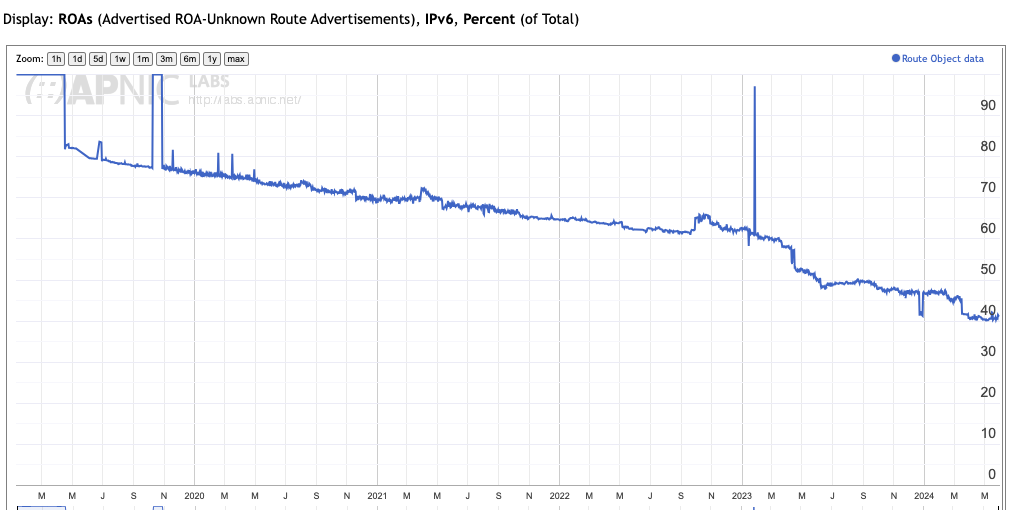 Display: ROAs (Advertised ROA-Unknown Route Advertisements), IPv6, Percent (of Total)
Zoom: 1h 1d 5d 1w 1m 3m 6m 1y max
Route Object data
(::) APNIC LABS
http://labs.apnic.net/
90
80
70
60
50
40
30
20
10
0
M M J S N 2020 M M J S N 2021 M M J S N 2022 M M J S N 2023 M M J S N 2024 M M